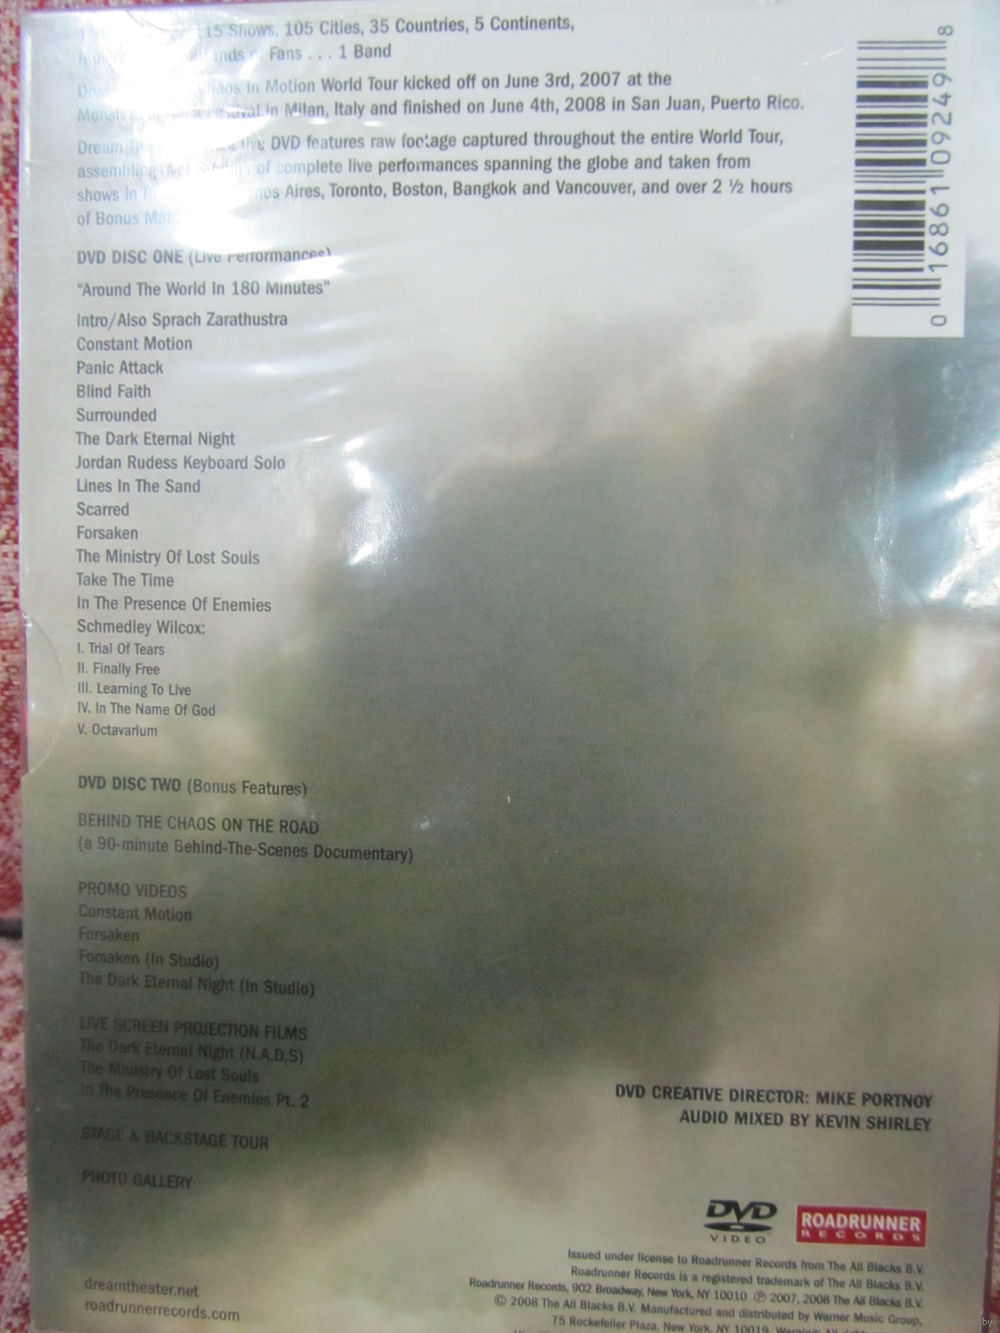 115 Shows, 105 Cities, 35 Countries, 5 Continents,
Fans . . . 1 Band
Chaos In Motion World Tour kicked off on June 3rd, 2007 at the
in Milan, Italy and finished on June 4th, 2008 in San Juan, Puerto Rico.
Dream live DVD features raw footage captured throughout the entire World Tour,
assembling of complete live performances spanning the globe and taken from
shows In Aires, Toronto, Boston, Bangkok and Vancouver, and over 2 ½ hours
of Bonus
DVD DISC ONE (Live Performances)
"Around The World In 180 Minutes"
Intro/Also Sprach Zarathustra
Constant Motion
Panic Attack
Blind Faith
Surrounded
The Dark Eternal Night
Jordan Rudess Keyboard Solo
Lines In The Sand
Scarred
Forsaken
The Ministry Of Lost Souls
Take The Time
In The Presence Of Enemies
Schmedley Wilcox:
I. Trial Of Tears
II. Finally Free
III. Learning To Live
IV. In The Name Of God
V. Octavarium
DVD DISC TWO (Bonus Features)
BEHIND THE CHAOS ON THE ROAD
(a 90-minute Behind-The-Scenes Documentary)
PROMO VIDEOS
Constant Motion
Forsaken
Forsaken (In Studio)
The Dark Eternal Night (In Studio)
LIVE SCREEN PROJECTION FILMS
The Dark Eternal Night (N.A.D.S)
The Ministry Of Lost Souls
In The Presence Of Enemies Pt. 2
STAGE & BACKSTAGE TOUR
PHOTO GALLERY
dreamtheater.net
roadrunnerrecords.com
0 16861 09249 8
DVD CREATIVE DIRECTOR: MIKE PORTNOY
AUDIO MIXED BY KEVIN SHIRLEY
DVD VIDEO
ROADRUNNER
RECORDS
Issued under license to Roadrunner Records from The All Blacks B.V.
Roadrunner Records is a registered trademark of The All Blacks B.V.
Roadrunner Records, 902 Broadway, New York, NY 10010 ℗ 2007, 2008 The All Blacks B.V.
© 2008 The All Blacks B.V. Manufactured and distributed by Warner Music Group,
75 Rockefeller Plaza, New York, NY 10019.